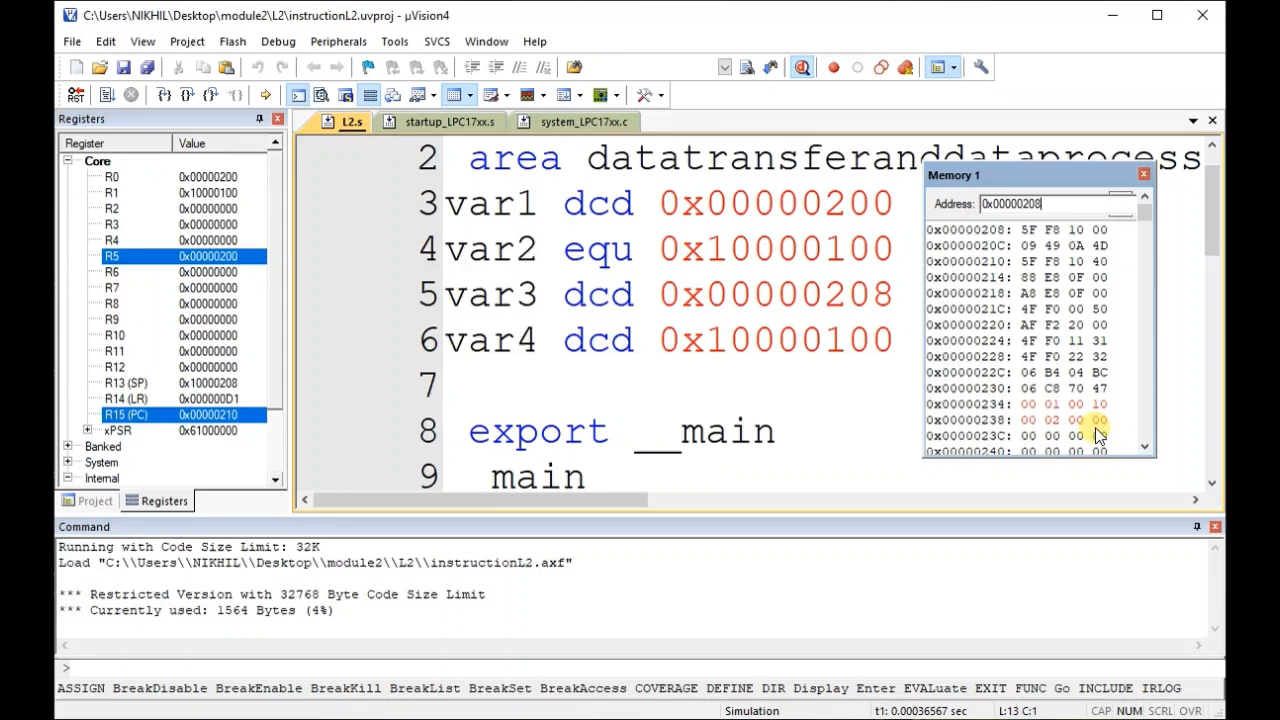 C:\Users\NIKHIL\Desktop\module2\L2\instructionL2.uvproj - µVision4
File Edit View Project Flash Debug Peripherals Tools SVCS Window Help
Registers
L2.s startup_LPC17xx.s system_LPC17xx.c
Register Value
Core
R0 0x00000200
R1 0x10000100
R2 0x00000000
R3 0x00000000
R4 0x00000000
R5 0x00000200
R6 0x00000000
R7 0x00000000
R8 0x00000000
R9 0x00000000
R10 0x00000000
R11 0x00000000
R12 0x00000000
R13 (SP) 0x10000208
R14 (LR) 0x000000D1
R15 (PC) 0x00000210
xPSR 0x61000000
Banked
System
Internal
Project Registers
2 area datatransferanddataprocess
3 var1 dcd 0x00000200
4 var2 equ 0x10000100
5 var3 dcd 0x00000208
6 var4 dcd 0x10000100
7
8 export __main
9 main
Memory 1
Address: 0x00000208
0x00000208: 5F F8 10 00
0x0000020C: 09 49 0A 4D
0x00000210: 5F F8 10 40
0x00000214: 88 E8 0F 00
0x00000218: A8 E8 0F 00
0x0000021C: 4F F0 00 50
0x00000220: AF F2 20 00
0x00000224: 4F F0 11 31
0x00000228: 4F F0 22 32
0x0000022C: 06 B4 04 BC
0x00000230: 06 C8 70 47
0x00000234: 00 01 00 10
0x00000238: 00 02 00 00
0x0000023C: 00 00 00
0x00000240: 00 00 00 00
Command
Running with Code Size Limit: 32K
Load "C:\\Users\\NIKHIL\\Desktop\\module2\\L2\\instructionL2.axf"
*** Restricted Version with 32768 Byte Code Size Limit
*** Currently used: 1564 Bytes (4%)
>
ASSIGN BreakDisable BreakEnable BreakKill BreakList BreakSet BreakAccess COVERAGE DEFINE DIR Display Enter EVALuate EXIT FUNC Go INCLUDE IRLOG
Simulation t1: 0.00036567 sec L:13 C:1 CAP NUM SCRL OVR